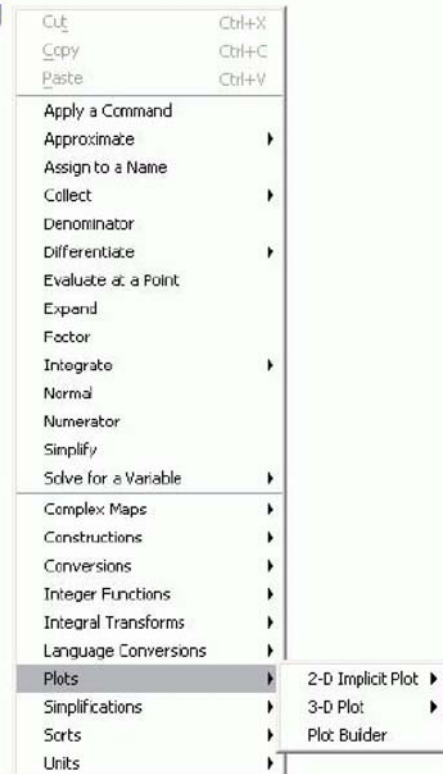 Cut Ctrl+X
Copy Ctrl+C
Paste Ctrl+V
Apply a Command
Approximate
Assign to a Name
Collect
Denominator
Differentiate
Evaluate at a Point
Expand
Factor
Integrate
Normal
Numerator
Simplify
Solve for a Variable
Complex Maps
Constructions
Conversions
Integer Functions
Integral Transforms
Language Conversions
Plots 2-D Implicit Plot
Simplifications 3-D Plot
Sorts Plot Builder
Units